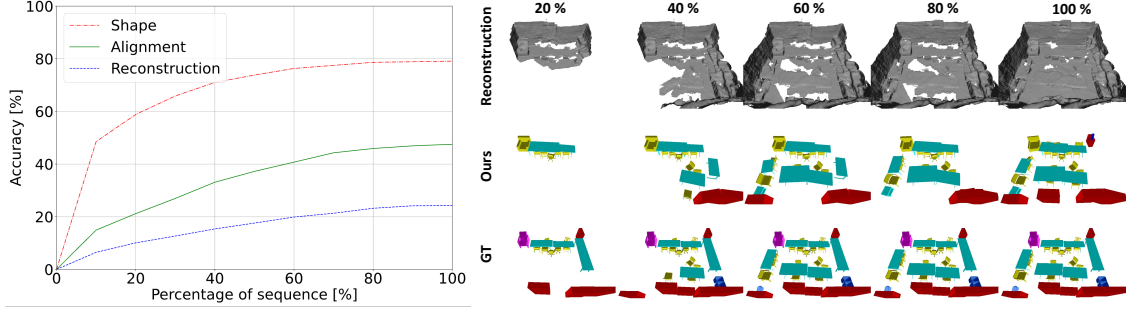 100
80
60
40
20
0
Accuracy [%]
Shape
Alignment
Reconstruction
0
20
40
60
80
100
Percentage of sequence [%]
20 %
40 %
60 %
80 %
100 %
Reconstruction
Ours
GT